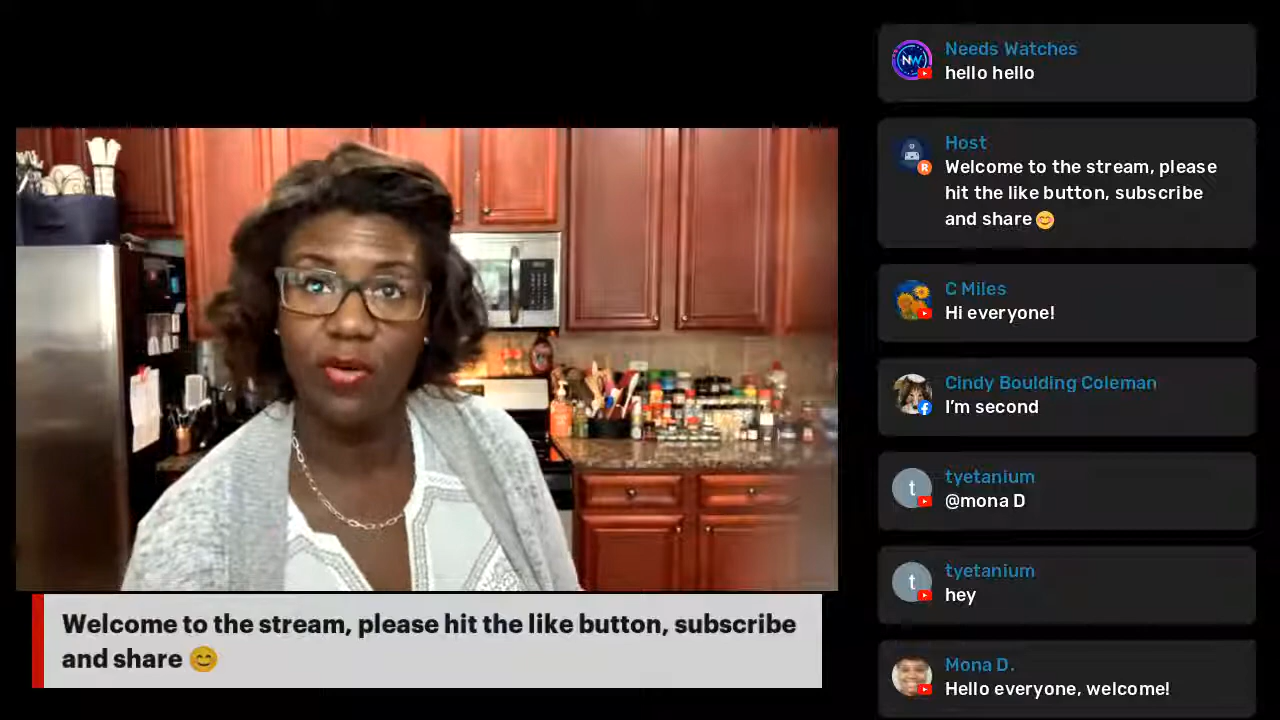 Needs Watches
hello hello
Host
Welcome to the stream, please
hit the like button, subscribe
and share 😊
C Miles
Hi everyone!
Cindy Boulding Coleman
I’m second
tyetanium
@mona D
tyetanium
hey
Mona D.
Hello everyone, welcome!
Welcome to the stream, please hit the like button, subscribe
and share 😊
NW
R
t
t